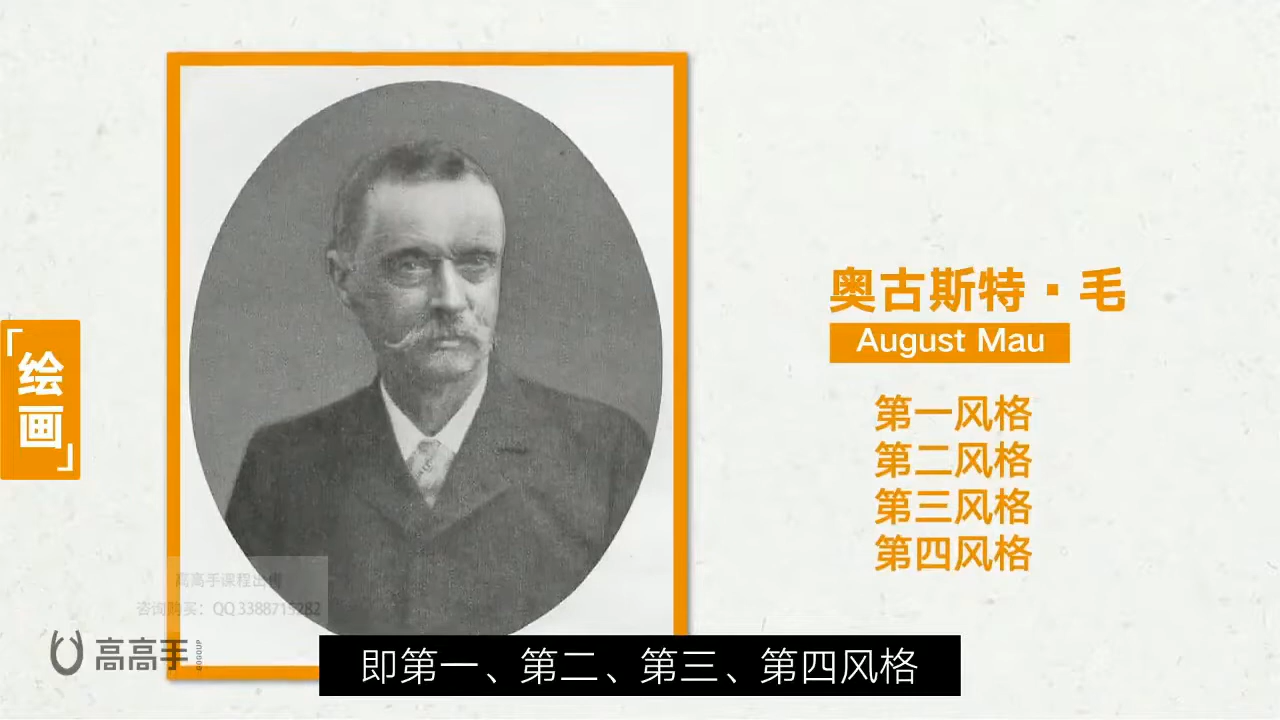 奥古斯特·毛
August Mau
第一风格
第二风格
第三风格
第四风格
绘画
高高手课程出售
咨询购买：QQ3388715282
高高手
GOGOUP
即第一、第二、第三、第四风格